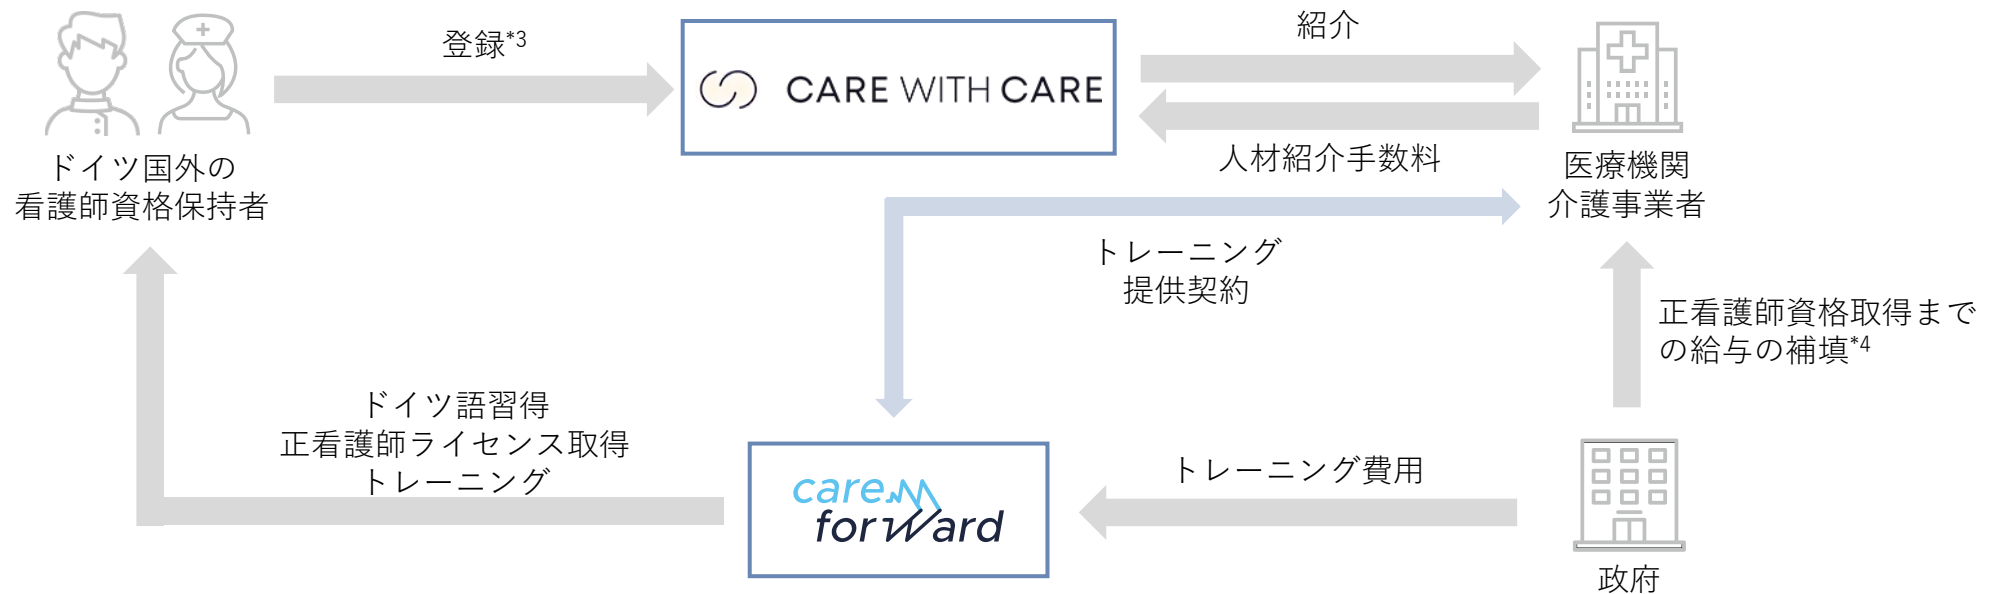 登録*3
CARE WITH CARE
紹介
人材紹介手数料
ドイツ国外の
看護師資格保持者
医療機関
介護事業者
トレーニング
提供契約
正看護師資格取得まで
の給与の補填*4
ドイツ語習得
正看護師ライセンス取得
トレーニング
care
forward
トレーニング費用
政府